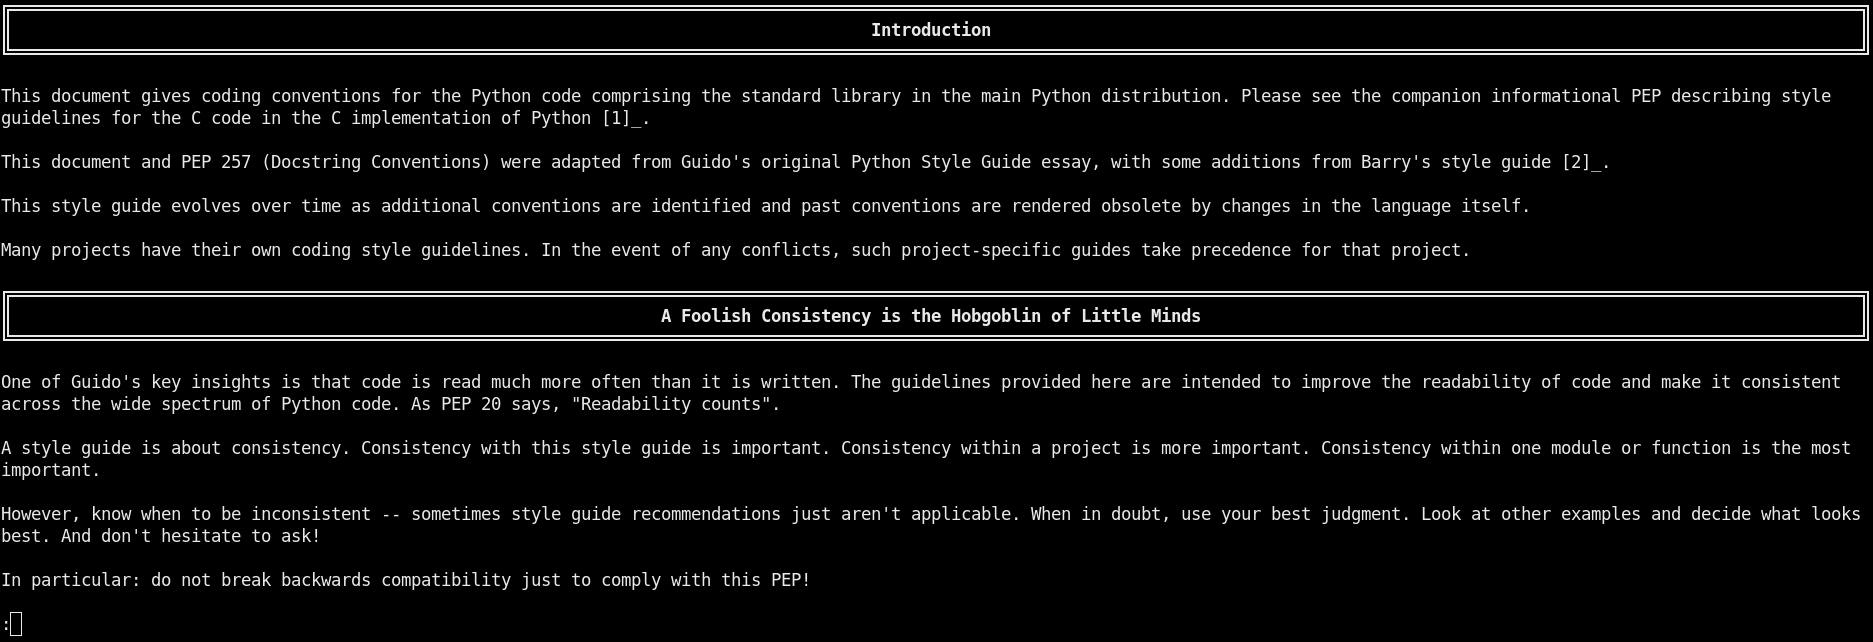 Introduction
This document gives coding conventions for the Python code comprising the standard library in the main Python distribution. Please see the companion informational PEP describing style
guidelines for the C code in the C implementation of Python [1]_.
This document and PEP 257 (Docstring Conventions) were adapted from Guido's original Python Style Guide essay, with some additions from Barry's style guide [2]_.
This style guide evolves over time as additional conventions are identified and past conventions are rendered obsolete by changes in the language itself.
Many projects have their own coding style guidelines. In the event of any conflicts, such project-specific guides take precedence for that project.
A Foolish Consistency is the Hobgoblin of Little Minds
One of Guido's key insights is that code is read much more often than it is written. The guidelines provided here are intended to improve the readability of code and make it consistent
across the wide spectrum of Python code. As PEP 20 says, "Readability counts".
A style guide is about consistency. Consistency with this style guide is important. Consistency within a project is more important. Consistency within one module or function is the most
important.
However, know when to be inconsistent -- sometimes style guide recommendations just aren't applicable. When in doubt, use your best judgment. Look at other examples and decide what looks
best. And don't hesitate to ask!
In particular: do not break backwards compatibility just to comply with this PEP!
: